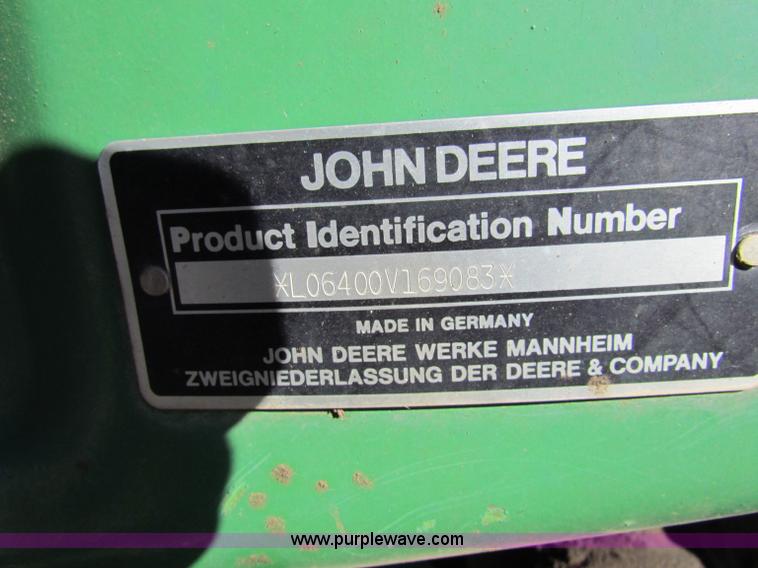 JOHN DEERE
Product Identification Number
*L06400V169083*
MADE IN GERMANY
JOHN DEERE WERKE MANNHEIM
ZWEIGNIEDERLASSUNG DER DEERE & COMPANY
www.purplewave.com